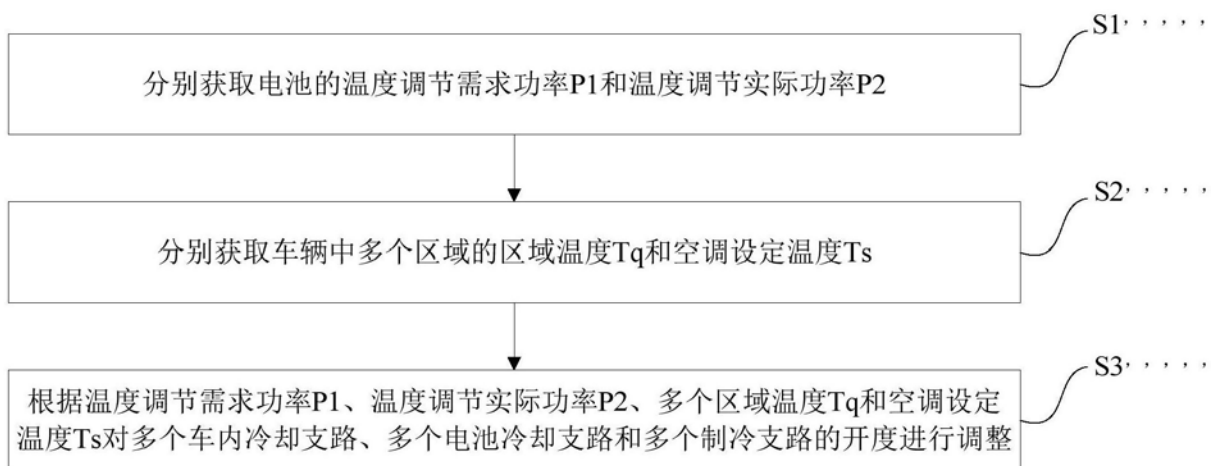 S1’’’’’
分别获取电池的温度调节需求功率P1和温度调节实际功率P2
S2’’’’’
分别获取车辆中多个区域的区域温度Tq和空调设定温度Ts
S3’’’’’
根据温度调节需求功率P1、温度调节实际功率P2、多个区域温度Tq和空调设定
温度Ts对多个车内冷却支路、多个电池冷却支路和多个制冷支路的开度进行调整